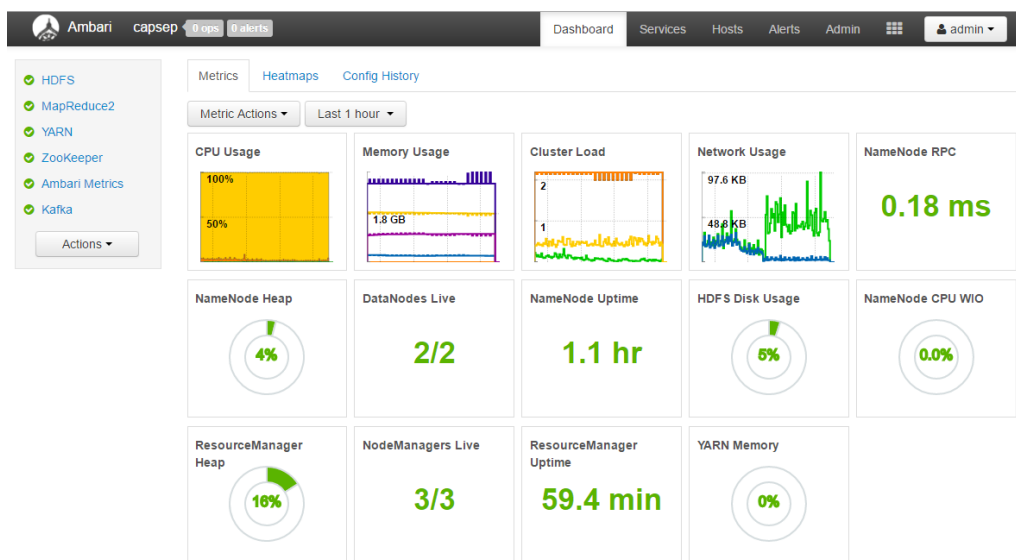 Ambari capsep 0 ops 0 alerts Dashboard Services Hosts Alerts Admin admin
HDFS
MapReduce2
YARN
ZooKeeper
Ambari Metrics
Kafka
Actions
Metrics Heatmaps Config History
Metric Actions Last 1 hour
CPU Usage
100%
50%
Memory Usage
1.8 GB
Cluster Load
2
1
Network Usage
97.6 KB
48.8 KB
NameNode RPC
0.18 ms
NameNode Heap
4%
DataNodes Live
2/2
NameNode Uptime
1.1 hr
HDFS Disk Usage
5%
NameNode CPU WIO
0.0%
ResourceManager
Heap
16%
NodeManagers Live
3/3
ResourceManager
Uptime
59.4 min
YARN Memory
0%